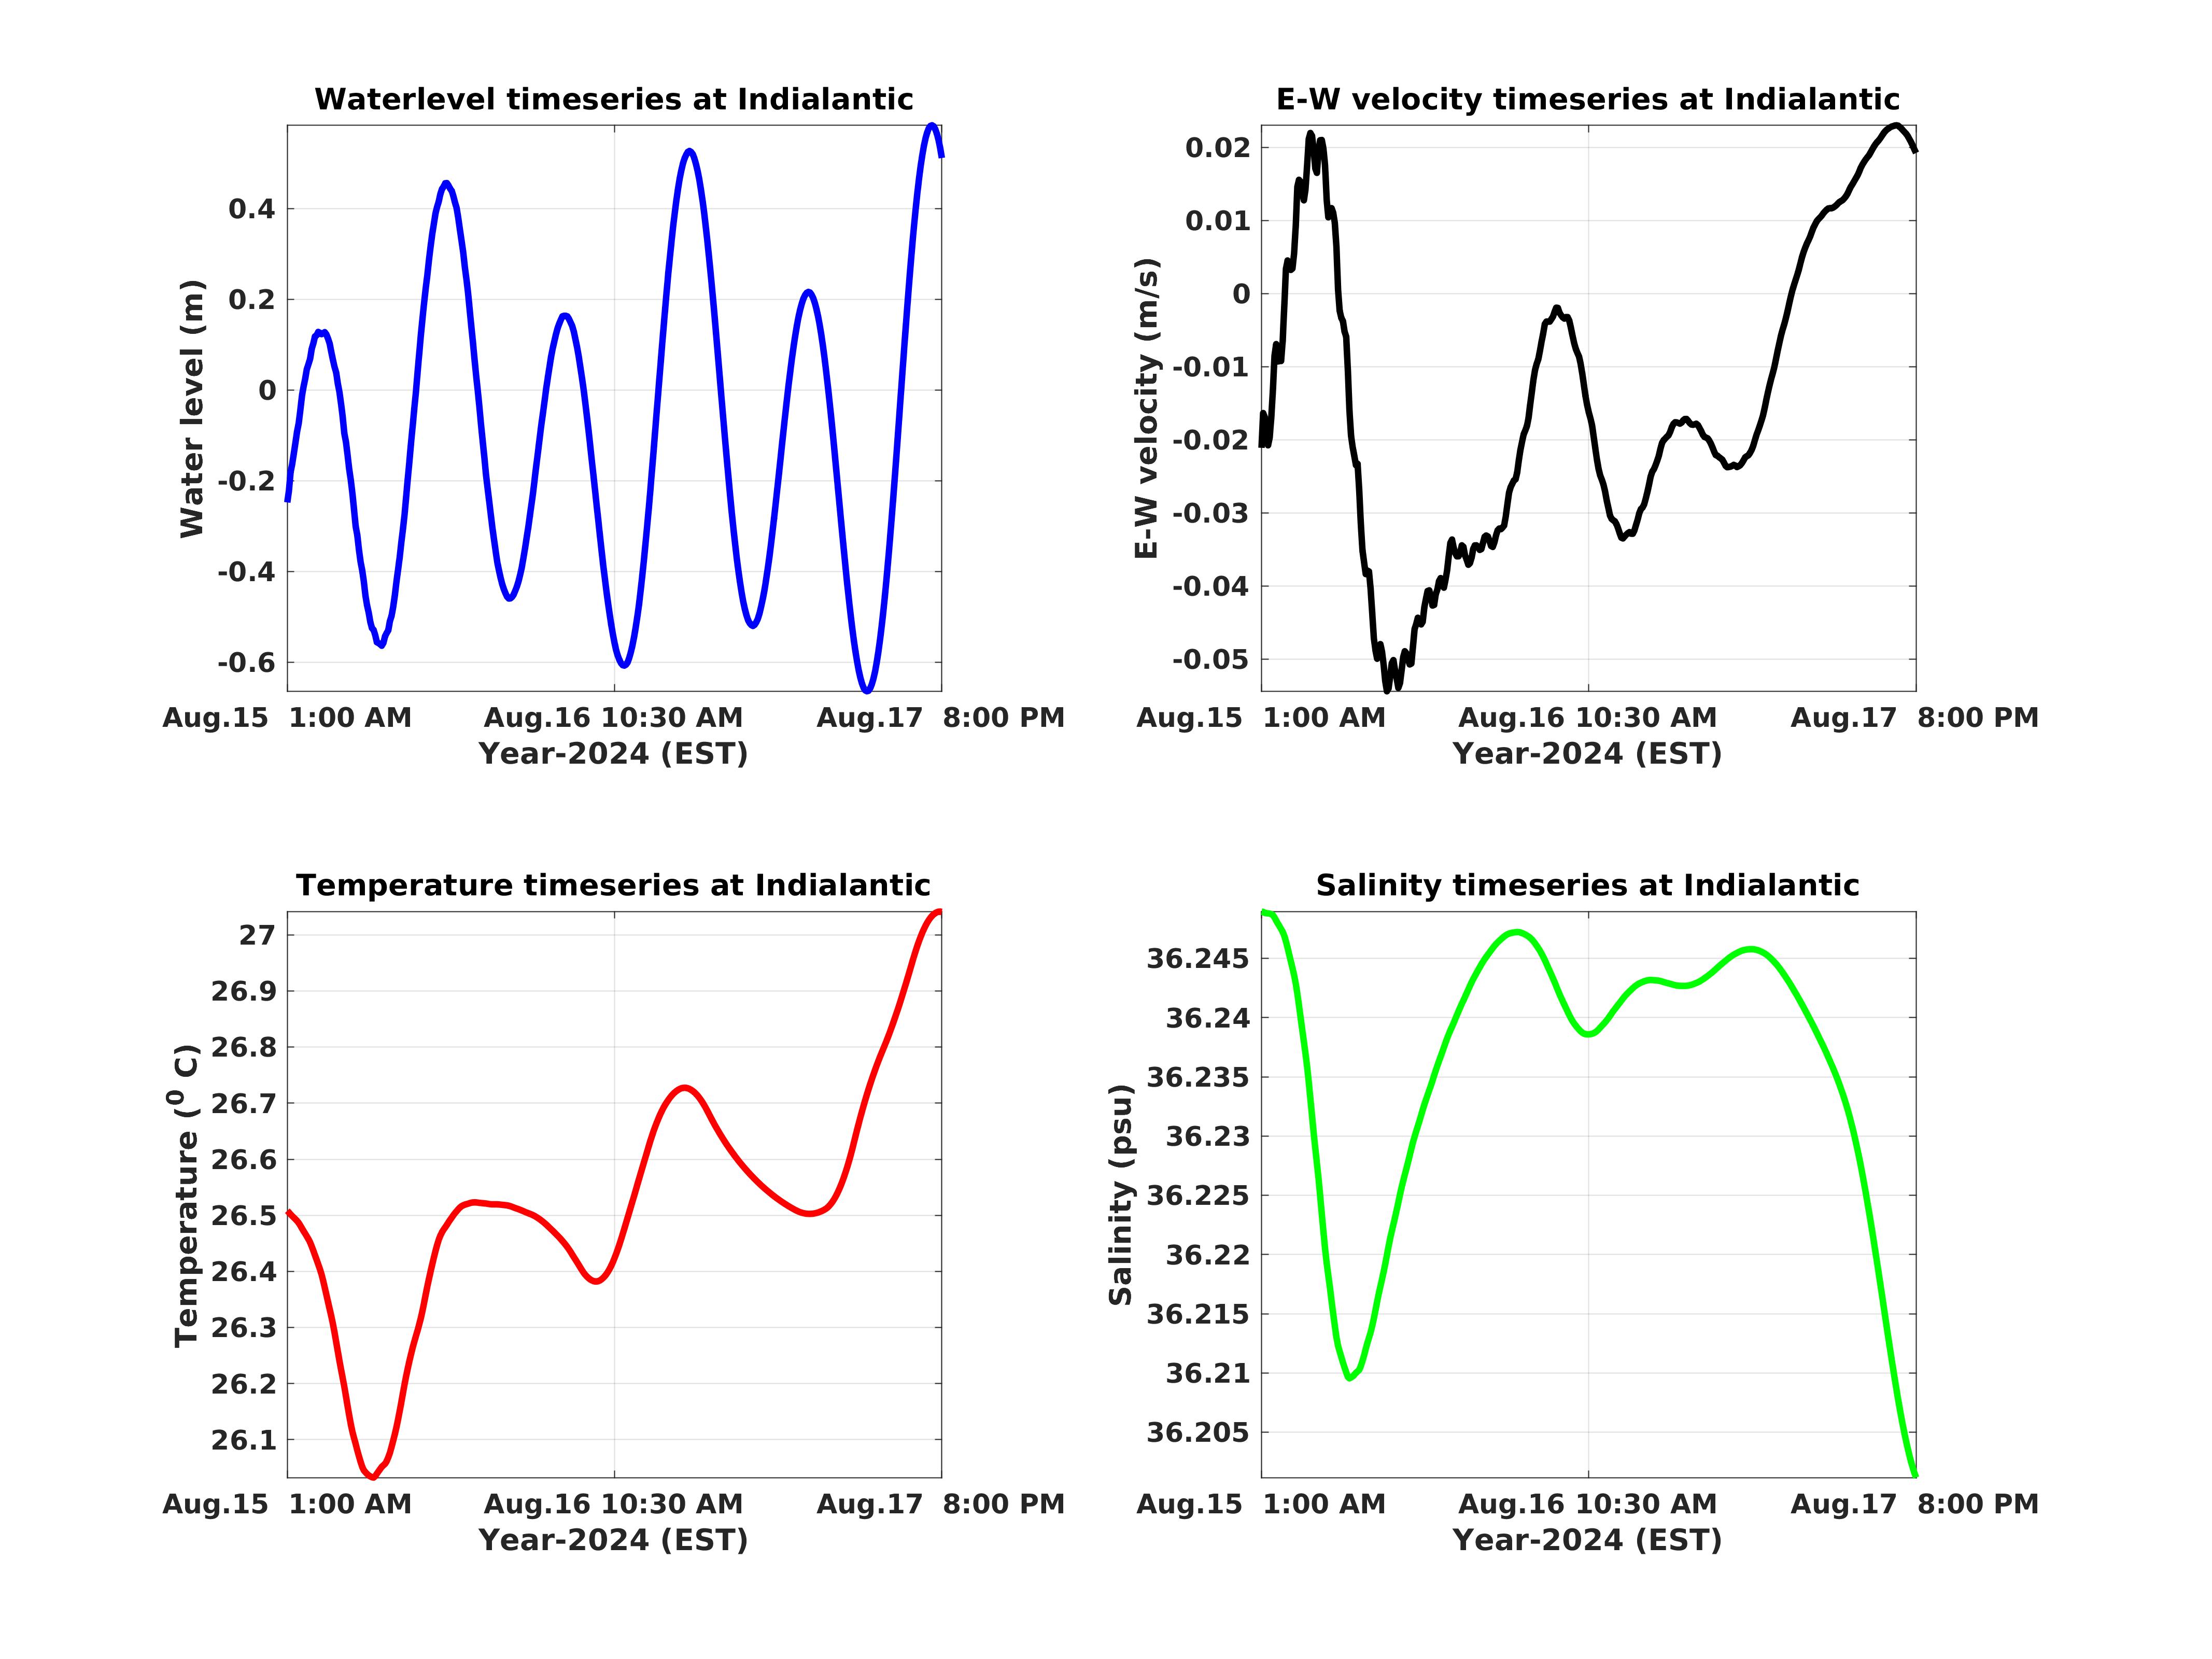 Waterlevel timeseries at Indialantic
Water level (m)
0.4
0.2
0
-0.2
-0.4
-0.6
Aug.15 1:00 AM
Aug.16 10:30 AM
Aug.17 8:00 PM
Year-2024 (EST)
E-W velocity timeseries at Indialantic
E-W velocity (m/s)
0.02
0.01
0
-0.01
-0.02
-0.03
-0.04
-0.05
Aug.15 1:00 AM
Aug.16 10:30 AM
Aug.17 8:00 PM
Year-2024 (EST)
Temperature timeseries at Indialantic
Temperature (⁰ C)
27
26.9
26.8
26.7
26.6
26.5
26.4
26.3
26.2
26.1
Aug.15 1:00 AM
Aug.16 10:30 AM
Aug.17 8:00 PM
Year-2024 (EST)
Salinity timeseries at Indialantic
Salinity (psu)
36.245
36.24
36.235
36.23
36.225
36.22
36.215
36.21
36.205
Aug.15 1:00 AM
Aug.16 10:30 AM
Aug.17 8:00 PM
Year-2024 (EST)